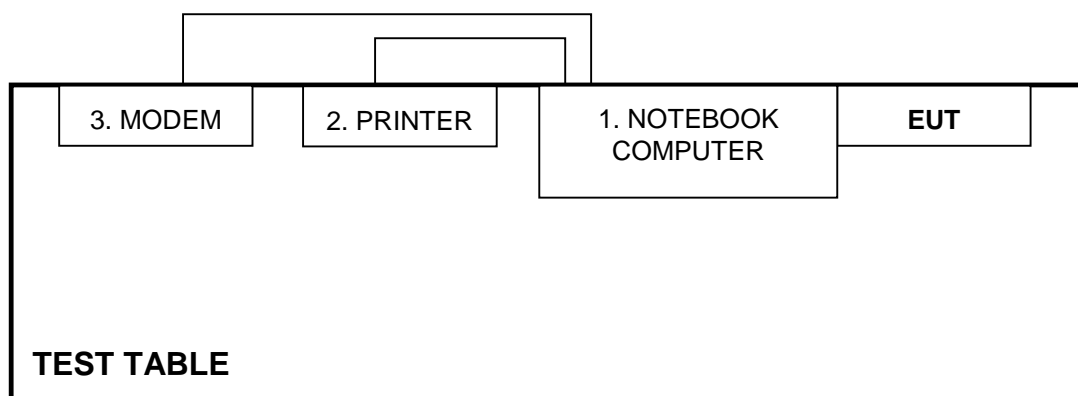 3. MODEM
2. PRINTER
1. NOTEBOOK
COMPUTER
EUT
TEST TABLE